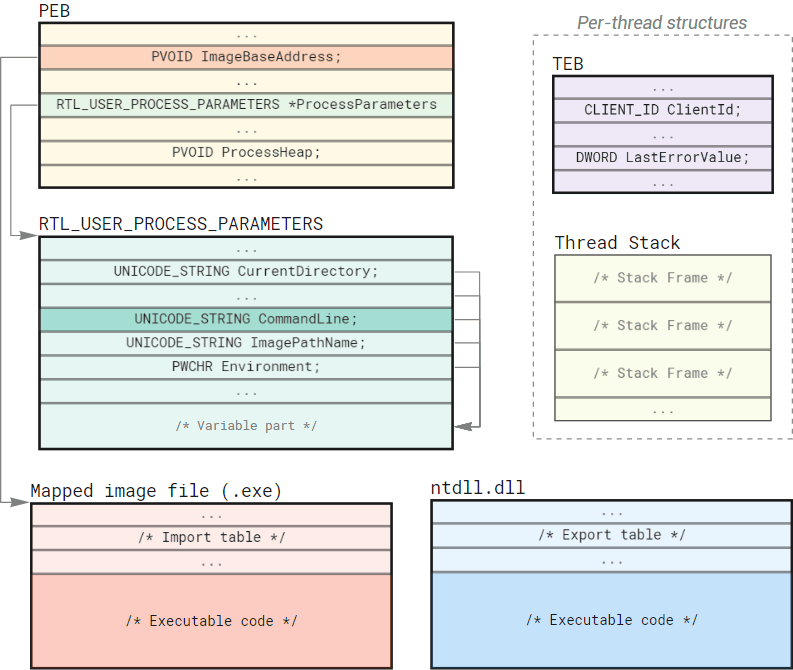 PEB
...
PVOID ImageBaseAddress;
...
RTL_USER_PROCESS_PARAMETERS *ProcessParameters
...
PVOID ProcessHeap;
...
Per-thread structures
TEB
...
CLIENT_ID ClientId;
...
DWORD LastErrorValue;
...
RTL_USER_PROCESS_PARAMETERS
...
UNICODE_STRING CurrentDirectory;
...
UNICODE_STRING CommandLine;
UNICODE_STRING ImagePathName;
PWCHR Environment;
...
/* Variable part */
Thread Stack
/* Stack Frame */
/* Stack Frame */
/* Stack Frame */
...
Mapped image file (.exe)
...
/* Import table */
...
/* Executable code */
ntdll.dll
...
/* Export table */
...
/* Executable code */